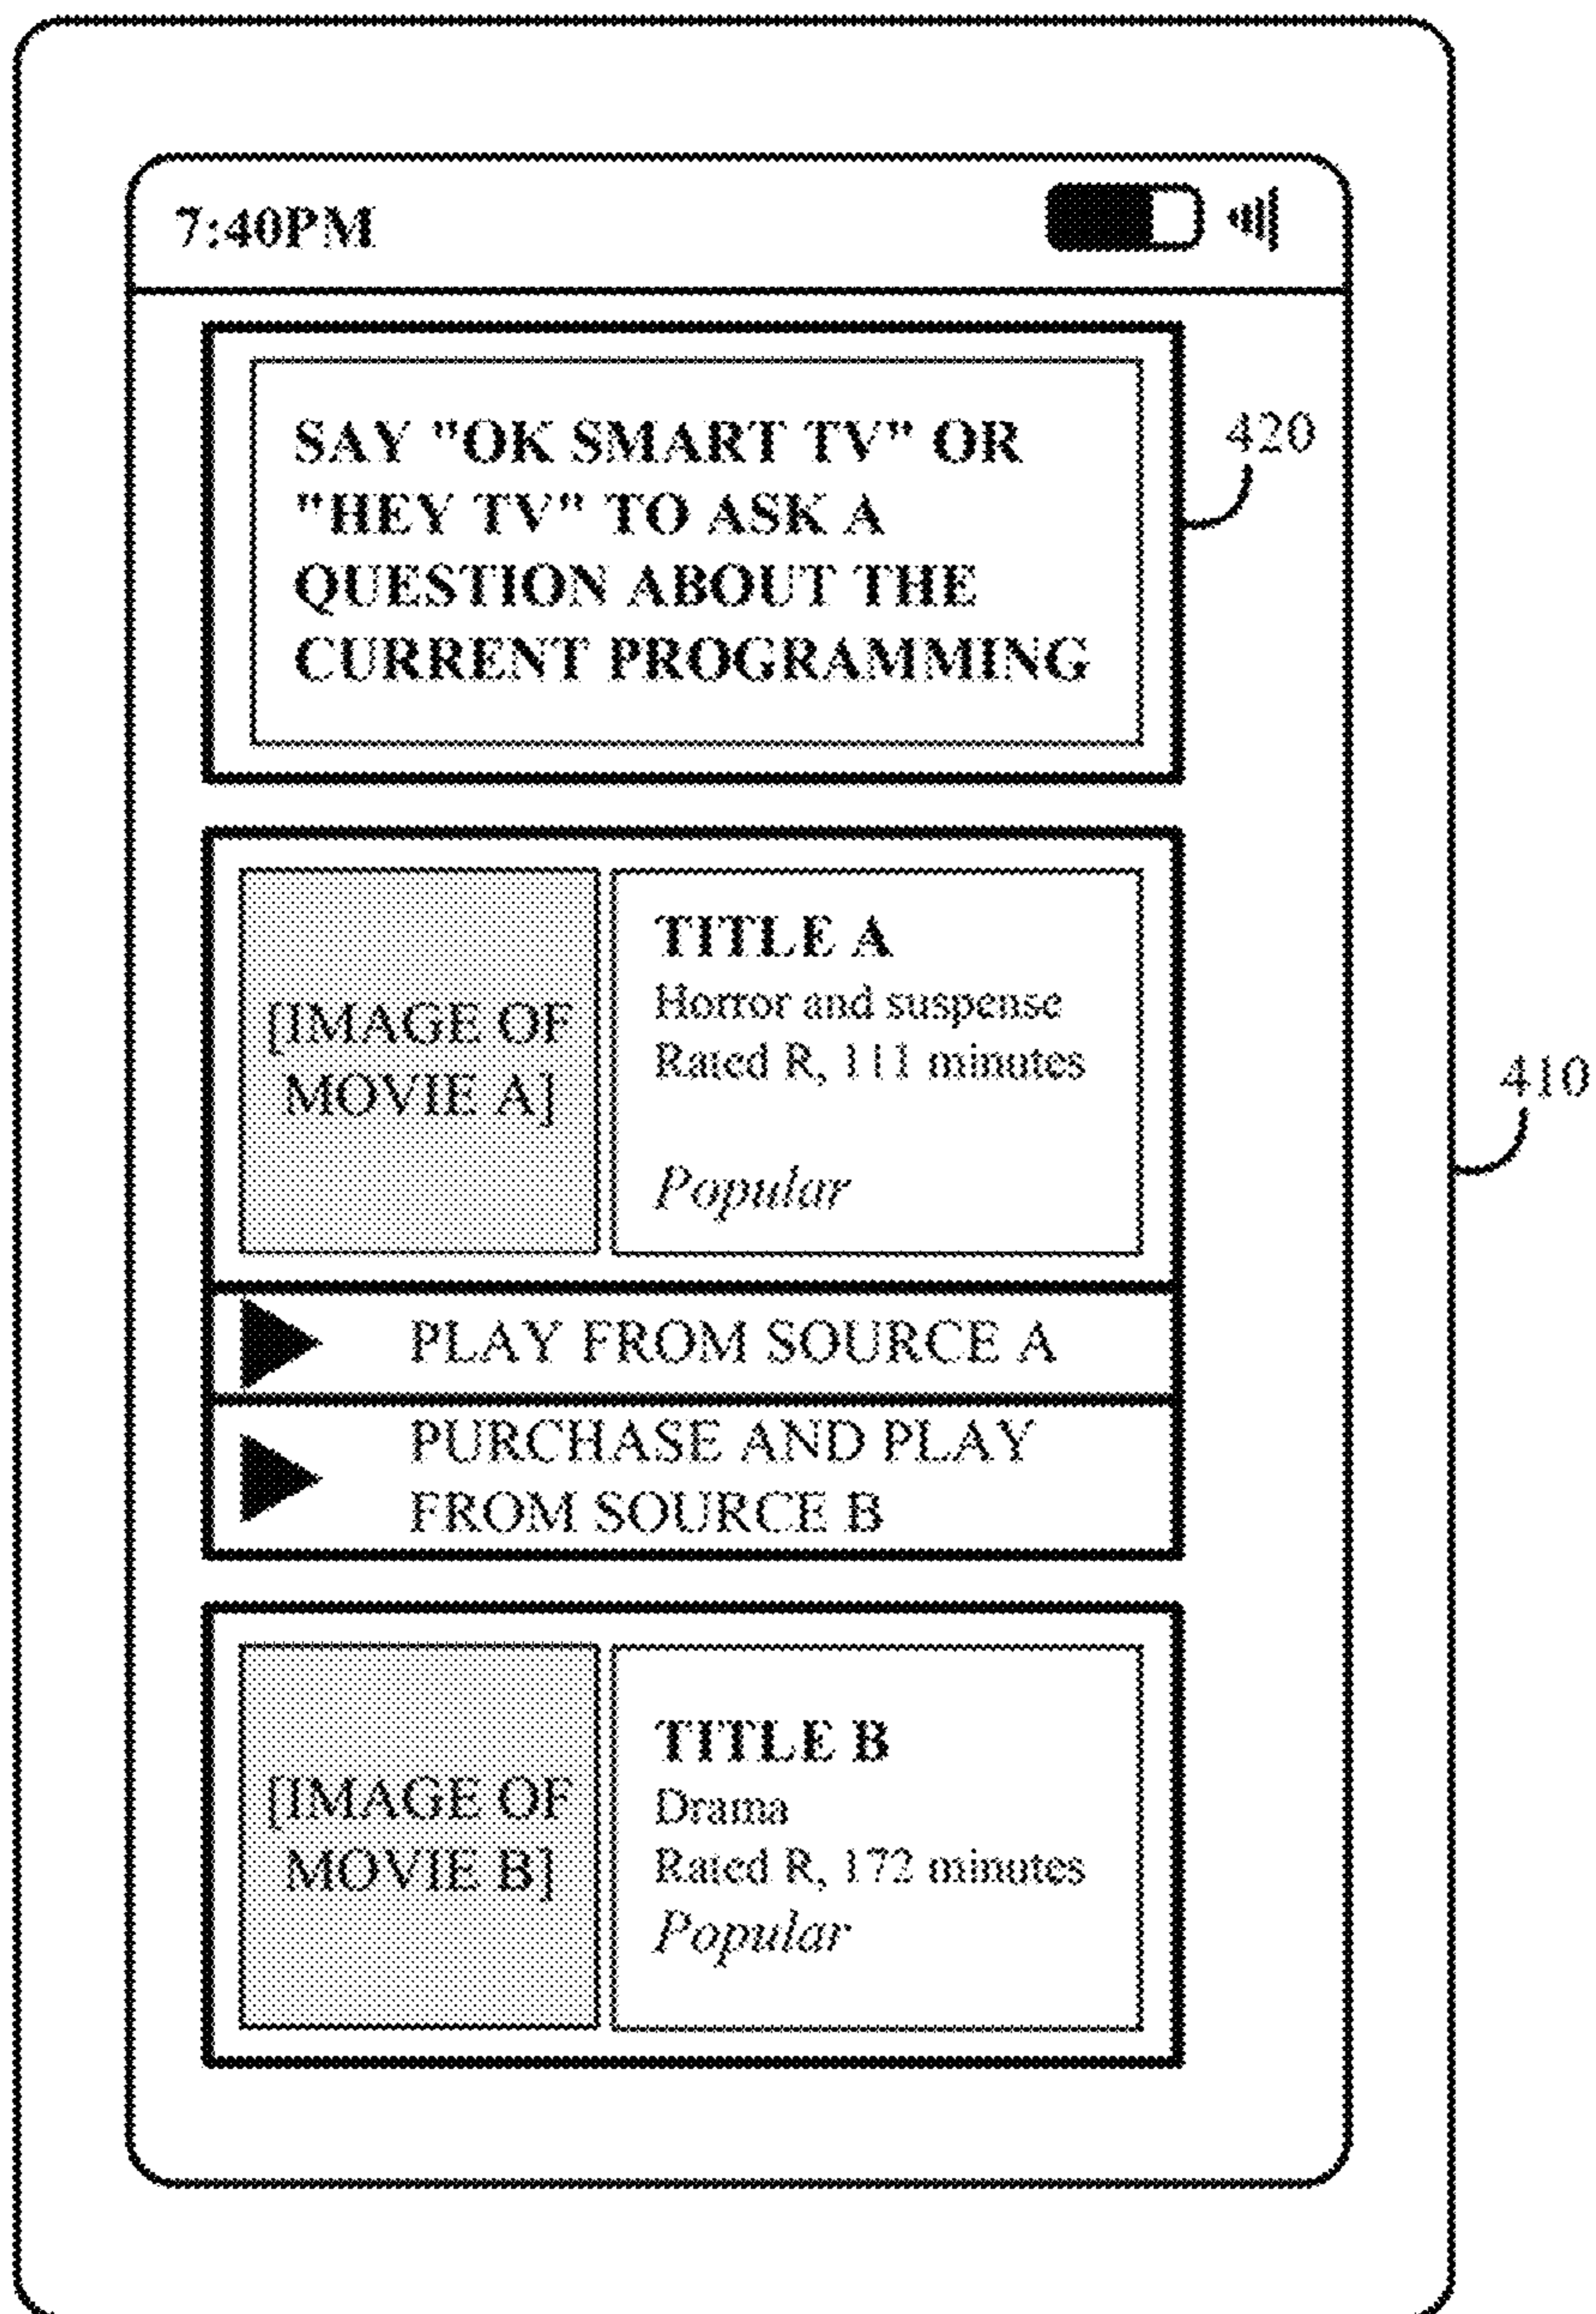 7:40PM
SAY "OK SMART TV" OR
"HEY TV" TO ASK A
QUESTION ABOUT THE
CURRENT PROGRAMMING
420
[IMAGE OF
MOVIE A]
TITLE A
Horror and suspense
Rated R, 111 minutes
Popular
410
PLAY FROM SOURCE A
PURCHASE AND PLAY
FROM SOURCE B
[IMAGE OF
MOVIE B]
TITLE B
Drama
Rated R, 172 minutes
Popular